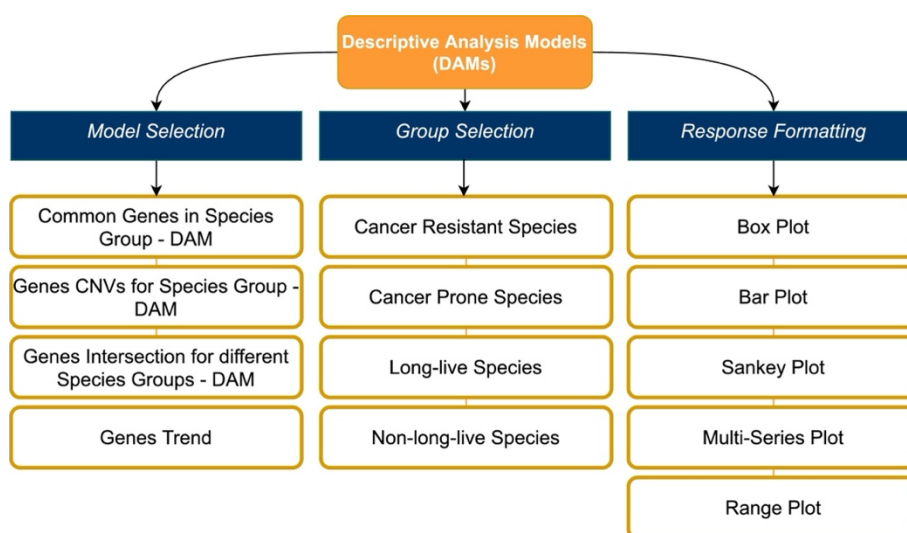 Descriptive Analysis Models
(DAMs)
Model Selection
Group Selection
Response Formatting
Common Genes in Species
Group - DAM
Genes CNVs for Species Group -
DAM
Genes Intersection for different
Species Groups - DAM
Genes Trend
Cancer Resistant Species
Cancer Prone Species
Long-live Species
Non-long-live Species
Box Plot
Bar Plot
Sankey Plot
Multi-Series Plot
Range Plot